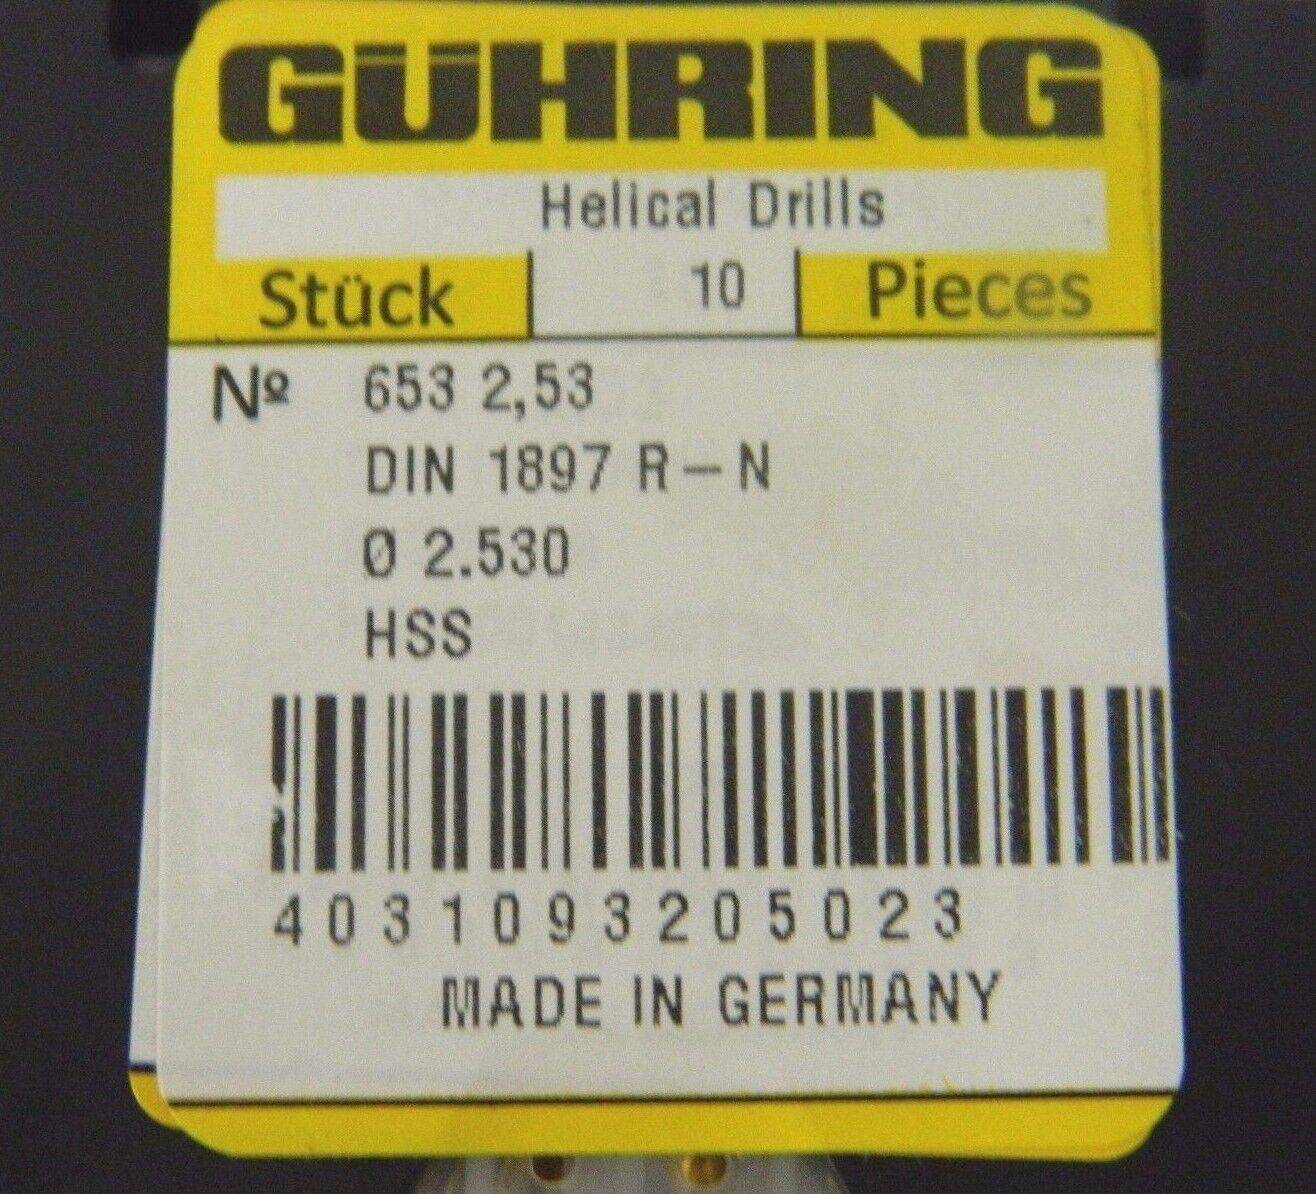 GÜHRING
Helical Drills
Stück 10 Pieces
Nº 653 2,53
DIN 1897 R-N
Ø 2.530
HSS
4031093205023
MADE IN GERMANY